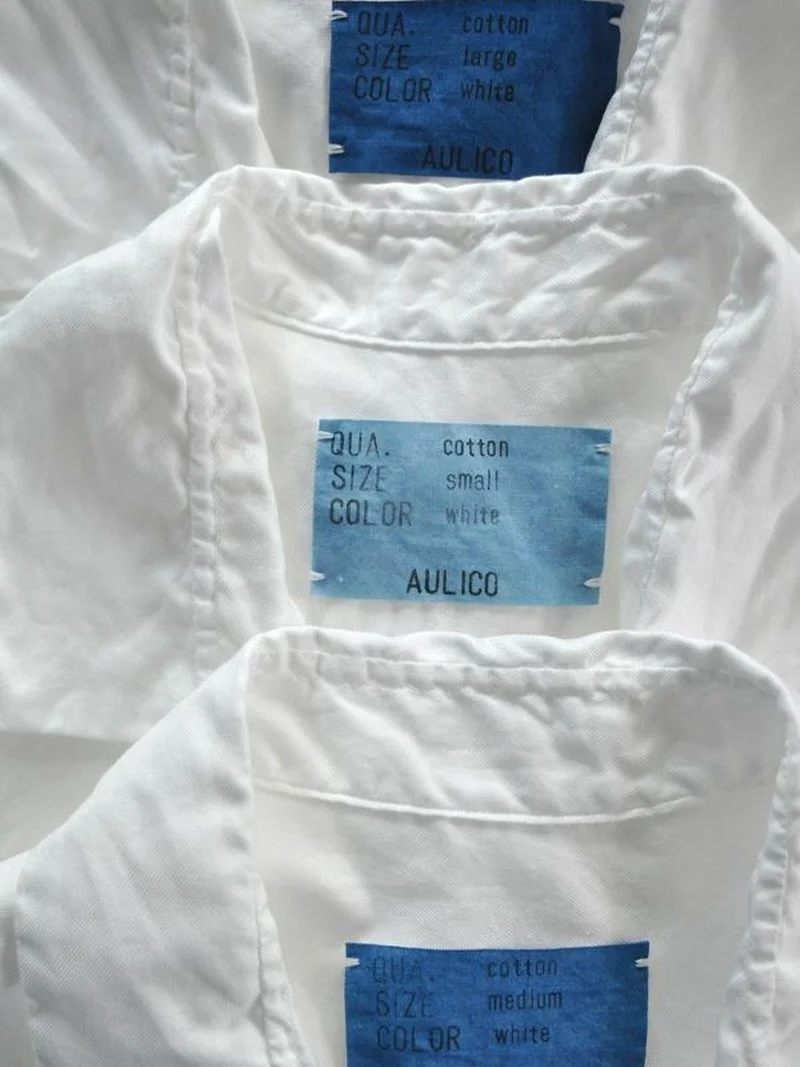 QUA. cotton
SIZE large
COLOR white
AULICO
QUA. cotton
SIZE small
COLOR white
AULICO
QUA. cotton
SIZE medium
COLOR white